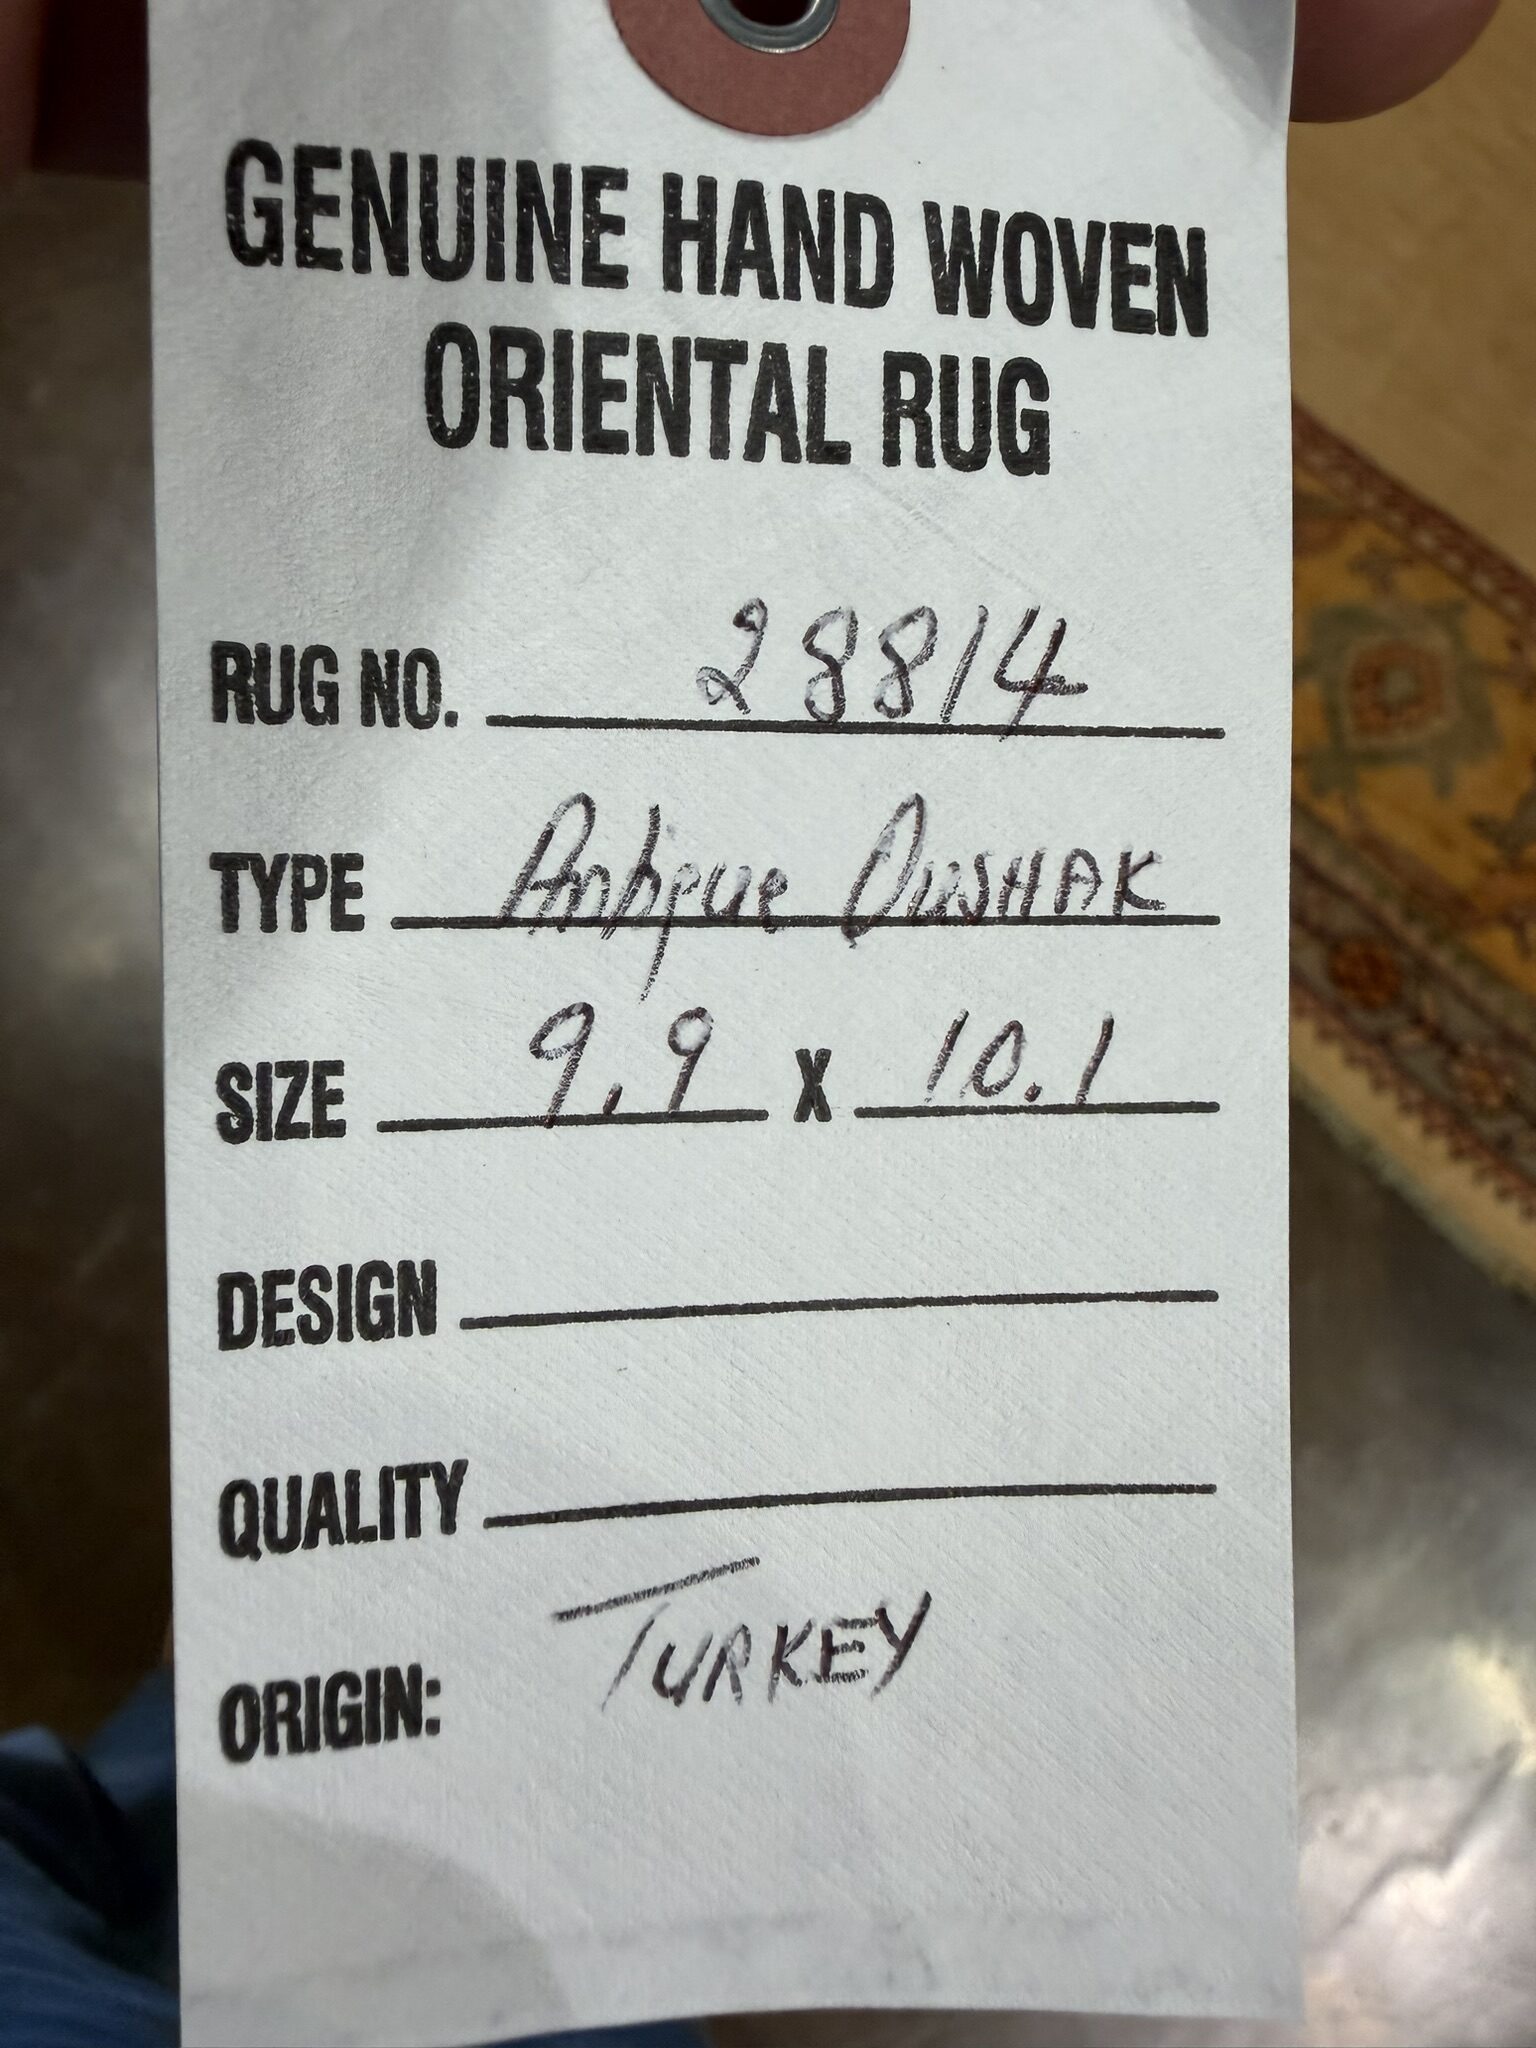 GENUINE HAND WOVEN
ORIENTAL RUG
RUG NO. 28814
TYPE Antique OUSHAK
SIZE 9.9 X 10.1
DESIGN
QUALITY
ORIGIN: TURKEY